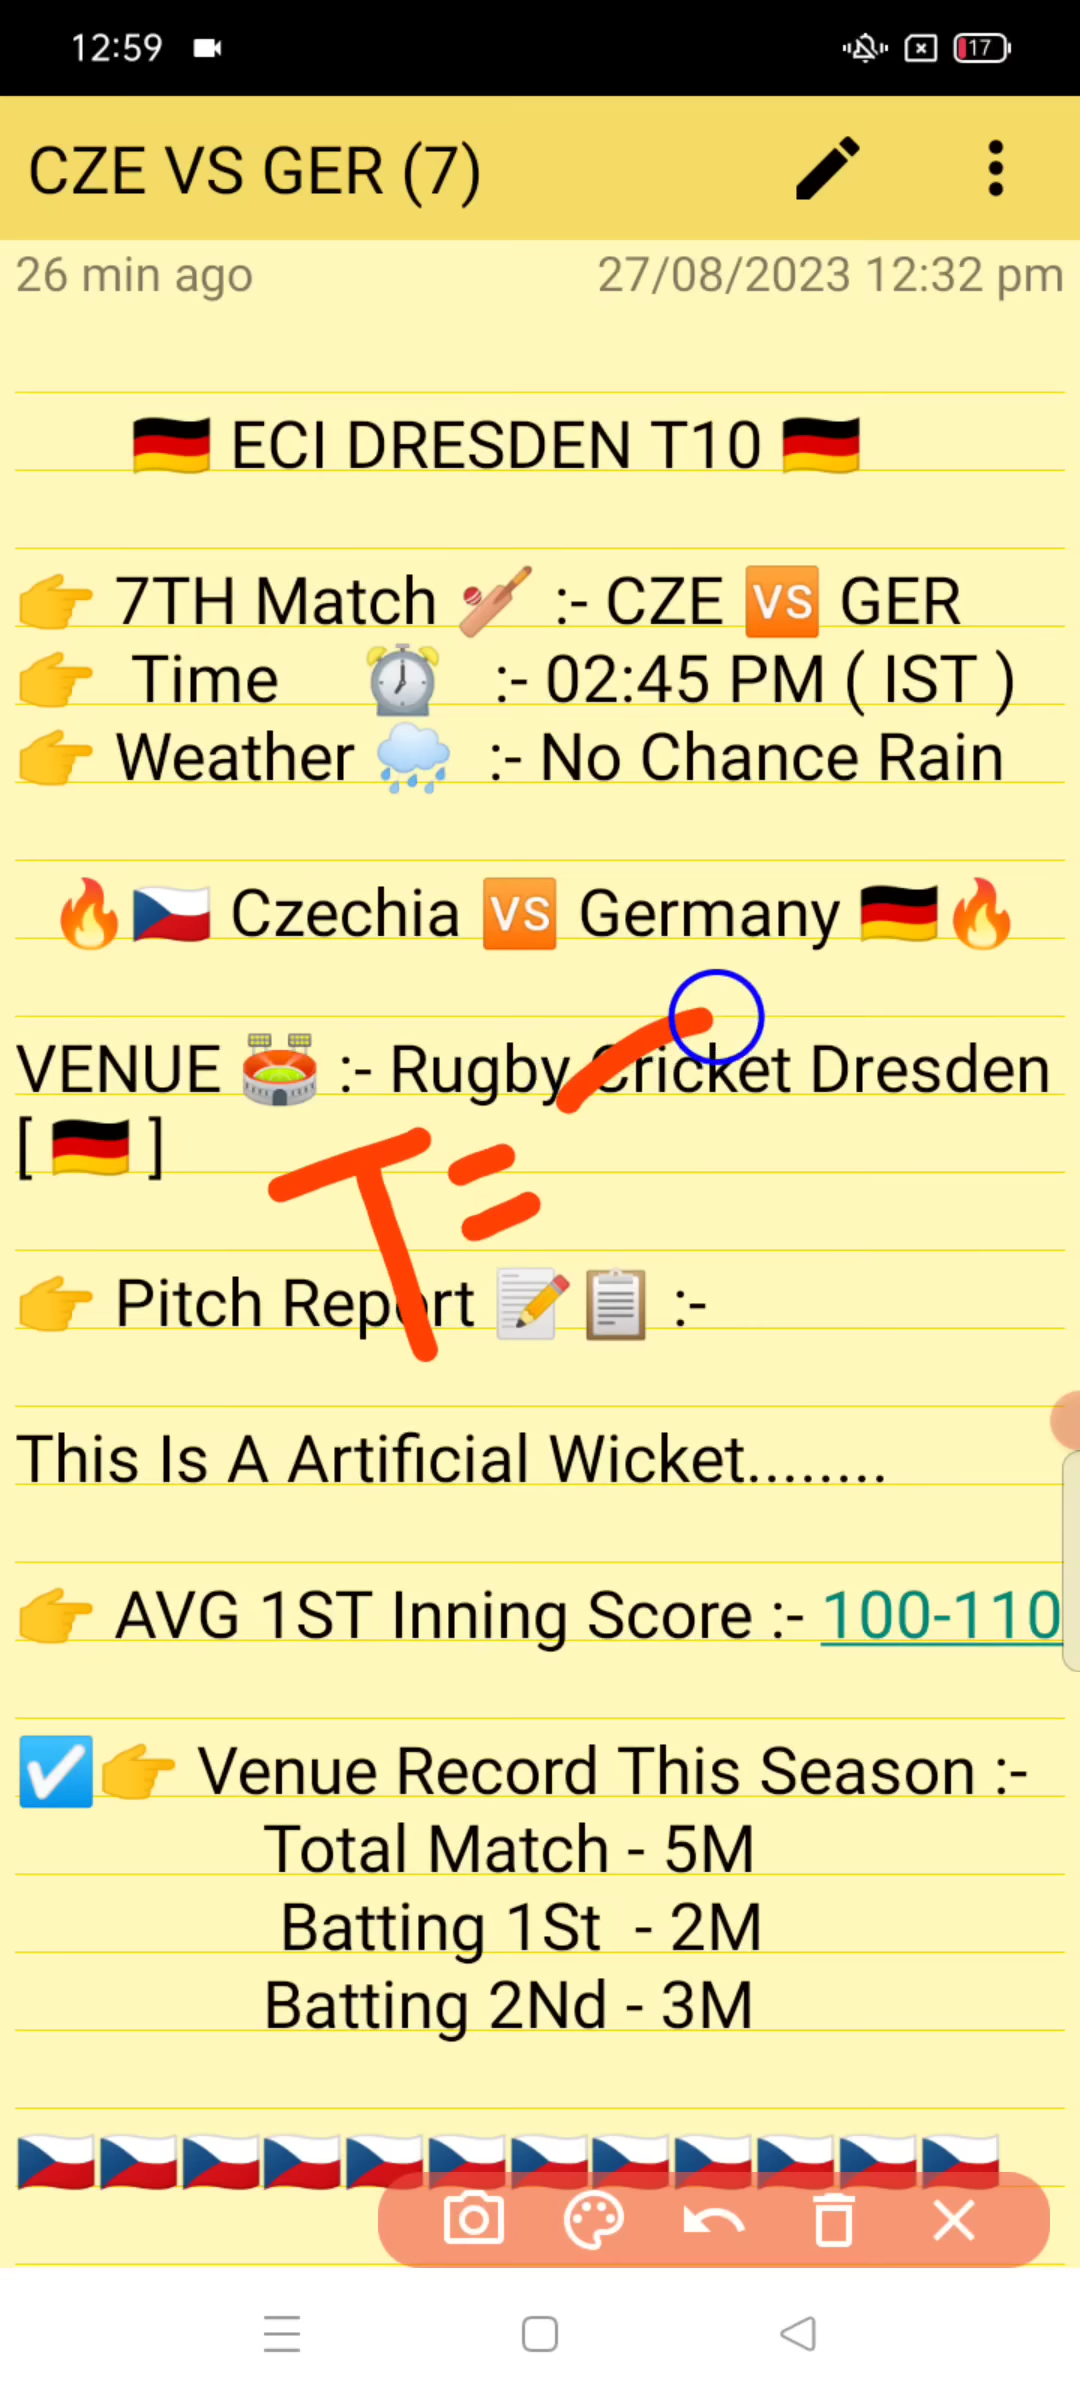 12:59 17
CZE VS GER (7)
26 min ago 27/08/2023 12:32 pm
🇩🇪 ECI DRESDEN T10 🇩🇪
👉 7TH Match 🏏 :- CZE 🆚 GER
👉 Time ⏰ :- 02:45 PM ( IST )
👉 Weather 🌧️ :- No Chance Rain
🔥🇨🇿 Czechia 🆚 Germany 🇩🇪🔥
VENUE 🏟️ :- Rugby Cricket Dresden
[ 🇩🇪 ]
T=
👉 Pitch Report 📝📋 :-
This Is A Artificial Wicket........
👉 AVG 1ST Inning Score :- 100-110
☑️👉 Venue Record This Season :-
Total Match - 5M
Batting 1St - 2M
Batting 2Nd - 3M
🇨🇿🇨🇿🇨🇿🇨🇿🇨🇿🇨🇿🇨🇿🇨🇿🇨🇿🇨🇿🇨🇿🇨🇿